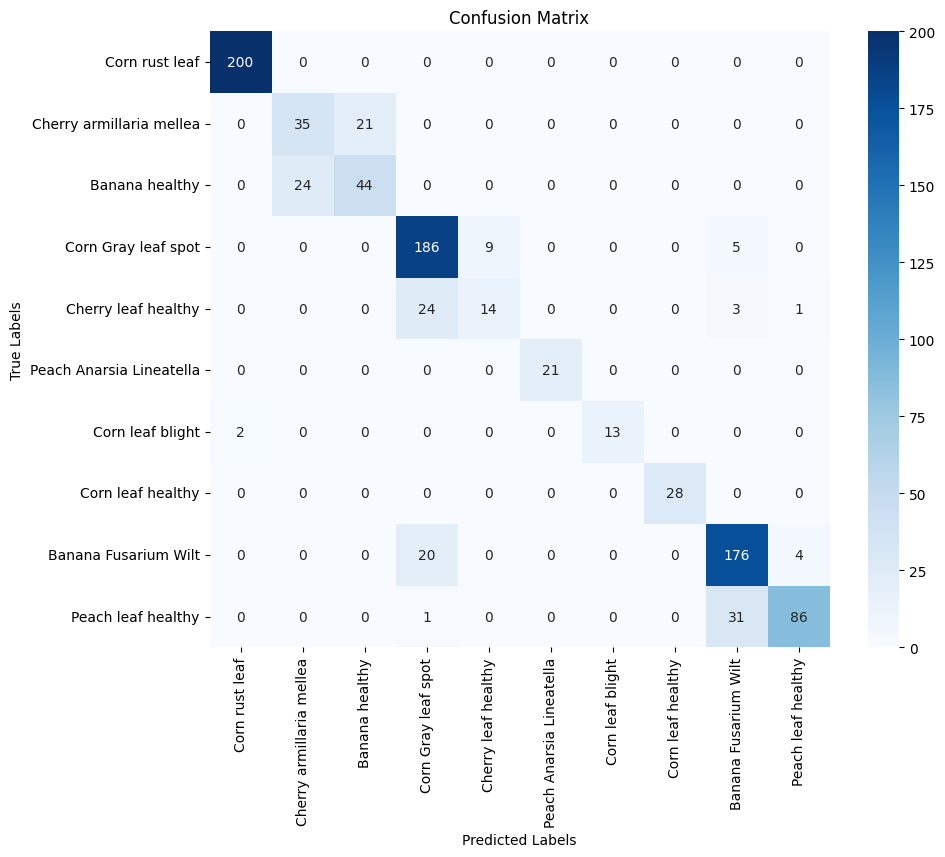 Confusion Matrix
Corn rust leaf 200 0 0 0 0 0 0 0 0 0
Cherry armillaria mellea 0 35 21 0 0 0 0 0 0 0
Banana healthy 0 24 44 0 0 0 0 0 0 0
Corn Gray leaf spot 0 0 0 186 9 0 0 0 5 0
Cherry leaf healthy 0 0 0 24 14 0 0 0 3 1
Peach Anarsia Lineatella 0 0 0 0 0 21 0 0 0 0
Corn leaf blight 2 0 0 0 0 0 13 0 0 0
Corn leaf healthy 0 0 0 0 0 0 0 28 0 0
Banana Fusarium Wilt 0 0 0 20 0 0 0 0 176 4
Peach leaf healthy 0 0 0 1 0 0 0 0 31 86
True Labels
Corn rust leaf
Cherry armillaria mellea
Banana healthy
Corn Gray leaf spot
Cherry leaf healthy
Peach Anarsia Lineatella
Corn leaf blight
Corn leaf healthy
Banana Fusarium Wilt
Peach leaf healthy
Predicted Labels
200
175
150
125
100
75
50
25
0